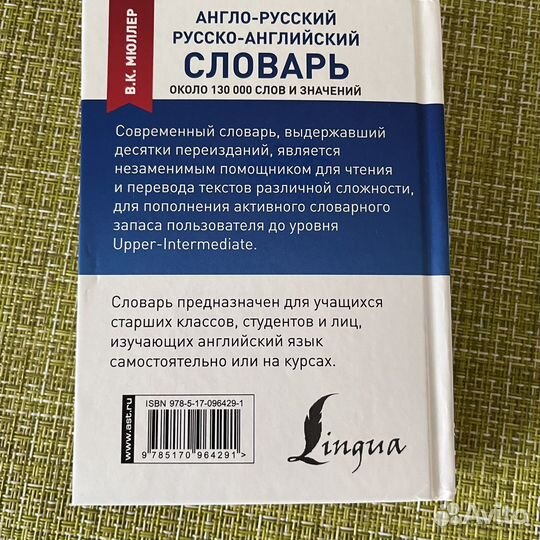 В.К. МЮЛЛЕР
АНГЛО-РУССКИЙ
РУССКО-АНГЛИЙСКИЙ
СЛОВАРЬ
ОКОЛО 130 000 СЛОВ И ЗНАЧЕНИЙ
Современный словарь, выдержавший
десятки переизданий, является
незаменимым помощником для чтения
и перевода текстов различной сложности,
для пополнения активного словарного
запаса пользователя до уровня
Upper-Intermediate.
Словарь предназначен для учащихся
старших классов, студентов и лиц,
изучающих английский язык
самостоятельно или на курсах.
www.ast.ru
ISBN 978-5-17-096429-1
9 785170 964291 >
Lingua
Avito